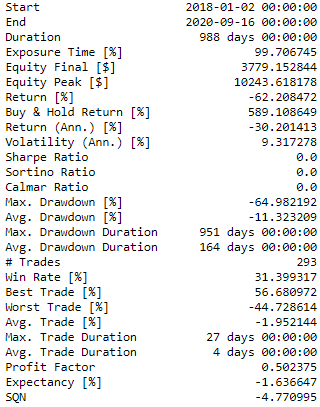 Start 2018-01-02 00:00:00
End 2020-09-16 00:00:00
Duration 988 days 00:00:00
Exposure Time [%] 99.706745
Equity Final [$] 3779.152844
Equity Peak [$] 10243.618178
Return [%] -62.208472
Buy & Hold Return [%] 589.108649
Return (Ann.) [%] -30.201413
Volatility (Ann.) [%] 9.317278
Sharpe Ratio 0.0
Sortino Ratio 0.0
Calmar Ratio 0.0
Max. Drawdown [%] -64.982192
Avg. Drawdown [%] -11.323209
Max. Drawdown Duration 951 days 00:00:00
Avg. Drawdown Duration 164 days 00:00:00
# Trades 293
Win Rate [%] 31.399317
Best Trade [%] 56.680972
Worst Trade [%] -44.728614
Avg. Trade [%] -1.952144
Max. Trade Duration 27 days 00:00:00
Avg. Trade Duration 4 days 00:00:00
Profit Factor 0.502375
Expectancy [%] -1.636647
SQN -4.770995